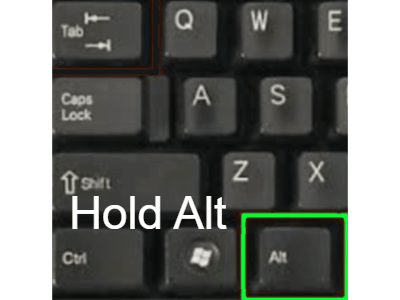 Tab
Q W E
Caps
Lock
A S
Shift
Z X
Hold Alt
Ctrl
Alt